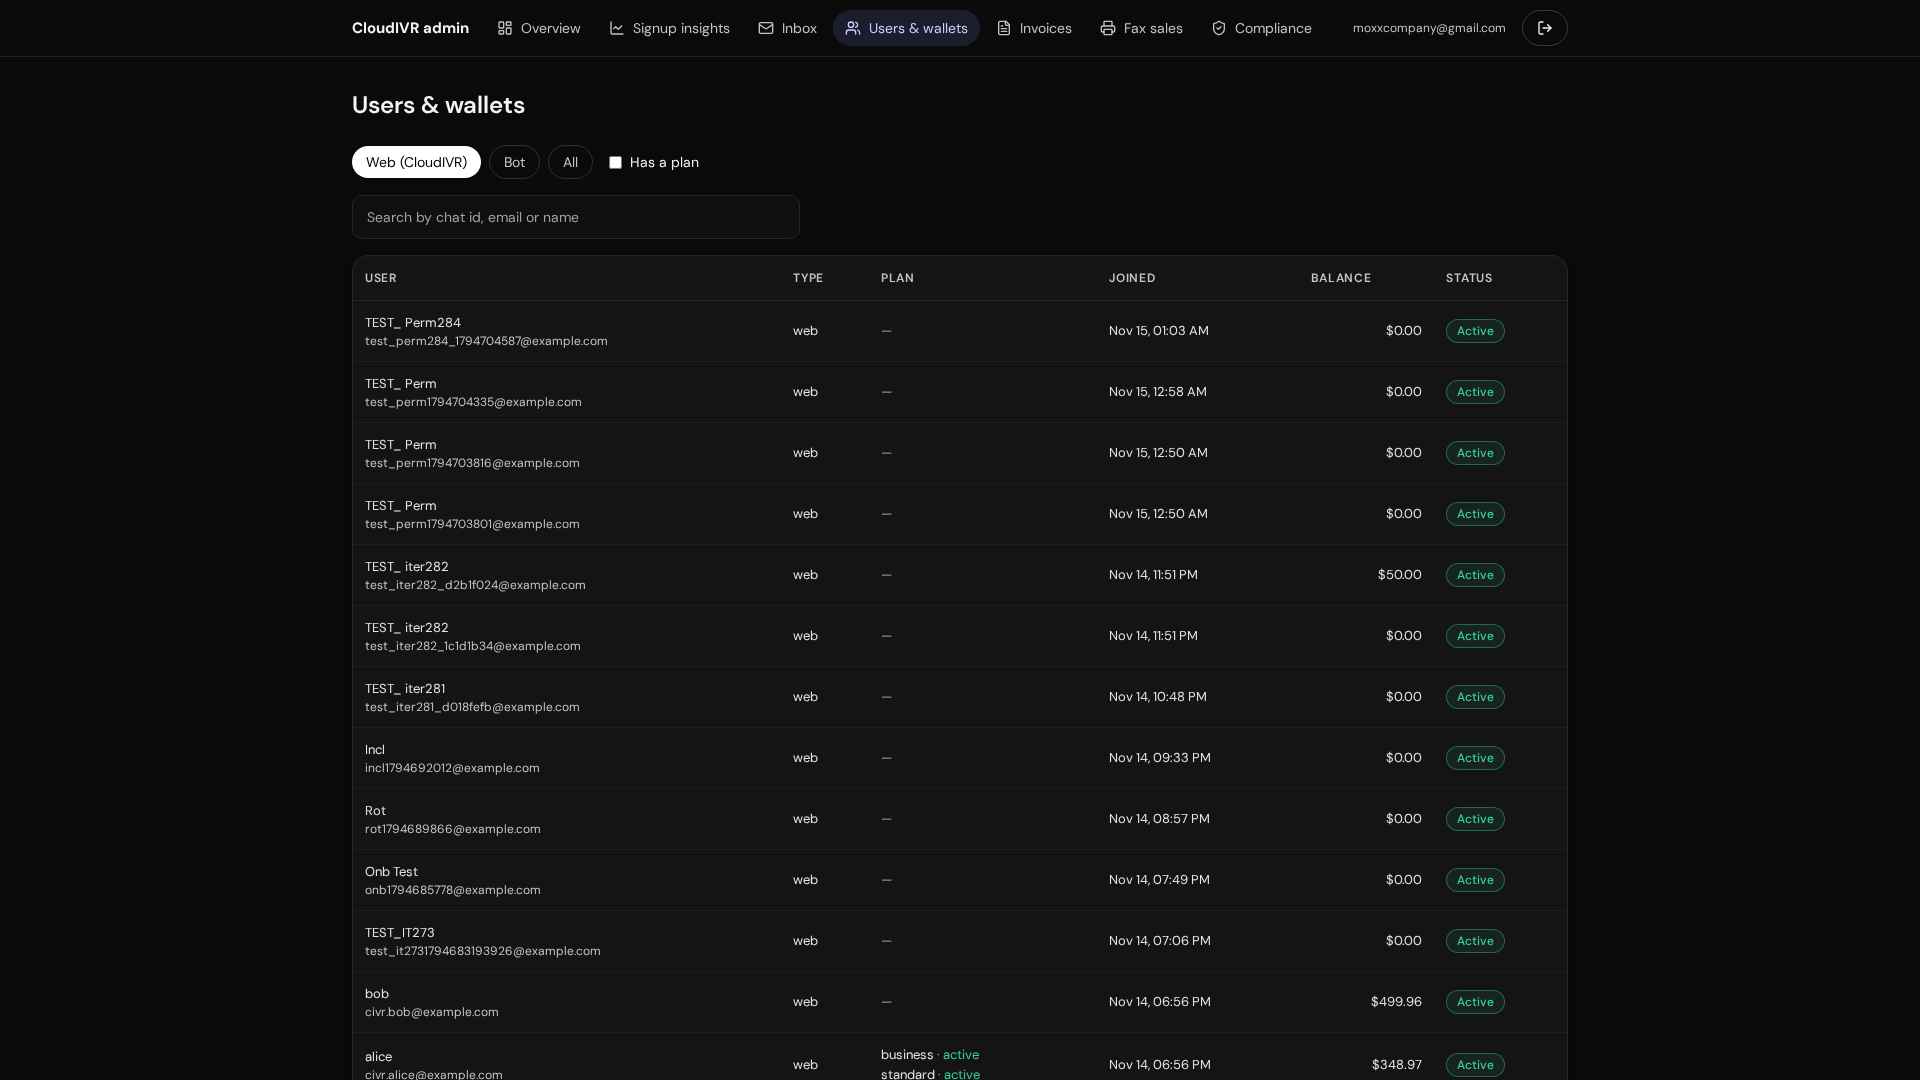 CloudIVR admin Overview Signup insights Inbox Users & wallets Invoices Fax sales Compliance moxxcompany@gmail.com
Users & wallets
Web (CloudIVR) Bot All Has a plan
Search by chat id, email or name
USER TYPE PLAN JOINED BALANCE STATUS
TEST_ Perm284
test_perm284_1794704587@example.com
web — Nov 15, 01:03 AM $0.00 Active
TEST_ Perm
test_perm1794704335@example.com
web — Nov 15, 12:58 AM $0.00 Active
TEST_ Perm
test_perm1794703816@example.com
web — Nov 15, 12:50 AM $0.00 Active
TEST_ Perm
test_perm1794703801@example.com
web — Nov 15, 12:50 AM $0.00 Active
TEST_ iter282
test_iter282_d2b1f024@example.com
web — Nov 14, 11:51 PM $50.00 Active
TEST_ iter282
test_iter282_1c1d1b34@example.com
web — Nov 14, 11:51 PM $0.00 Active
TEST_ iter281
test_iter281_d018fefb@example.com
web — Nov 14, 10:48 PM $0.00 Active
Incl
incl1794692012@example.com
web — Nov 14, 09:33 PM $0.00 Active
Rot
rot1794689866@example.com
web — Nov 14, 08:57 PM $0.00 Active
Onb Test
onb1794685778@example.com
web — Nov 14, 07:49 PM $0.00 Active
TEST_IT273
test_it2731794683193926@example.com
web — Nov 14, 07:06 PM $0.00 Active
bob
civr.bob@example.com
web — Nov 14, 06:56 PM $499.96 Active
alice
civr.alice@example.com
web business · active
standard · active
Nov 14, 06:56 PM $348.97 Active